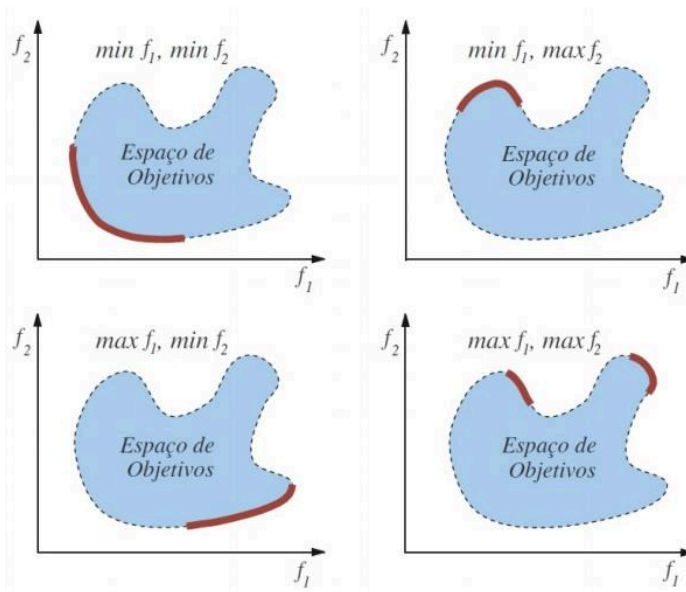 f₂
min f₁, min f₂
Espaço de
Objetivos
f₁
f₂
min f₁, max f₂
Espaço de
Objetivos
f₁
f₂
max f₁, min f₂
Espaço de
Objetivos
f₁
f₂
max f₁, max f₂
Espaço de
Objetivos
f₁